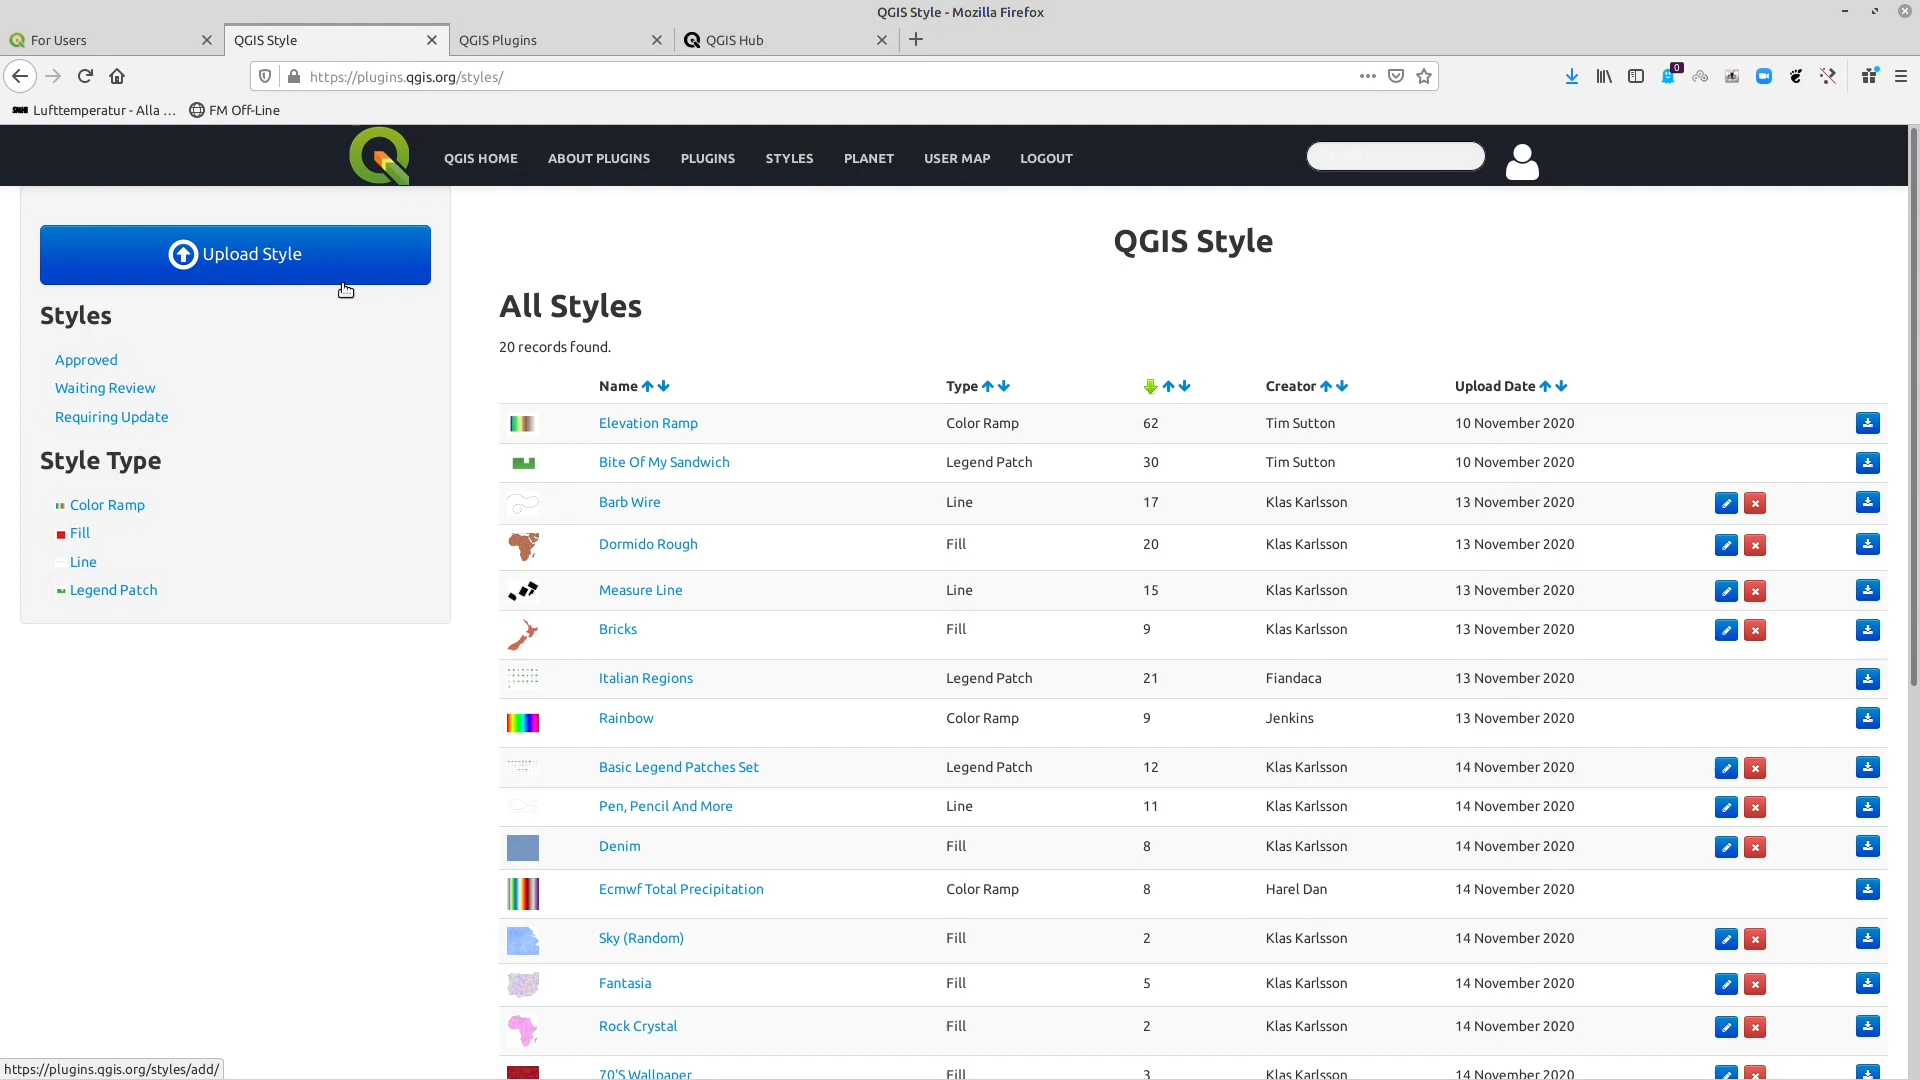 QGIS Style - Mozilla Firefox
For Users
QGIS Style
QGIS Plugins
QGIS Hub
https://plugins.qgis.org/styles/
0
Lufttemperatur - Alla ...
FM Off-Line
QGIS HOME
ABOUT PLUGINS
PLUGINS
STYLES
PLANET
USER MAP
LOGOUT
Upload Style
Styles
Approved
Waiting Review
Requiring Update
Style Type
Color Ramp
Fill
Line
Legend Patch
QGIS Style
All Styles
20 records found.
Name Type Creator Upload Date
Elevation Ramp Color Ramp 62 Tim Sutton 10 November 2020
Bite Of My Sandwich Legend Patch 30 Tim Sutton 10 November 2020
Barb Wire Line 17 Klas Karlsson 13 November 2020
Dormido Rough Fill 20 Klas Karlsson 13 November 2020
Measure Line Line 15 Klas Karlsson 13 November 2020
Bricks Fill 9 Klas Karlsson 13 November 2020
Italian Regions Legend Patch 21 Fiandaca 13 November 2020
Rainbow Color Ramp 9 Jenkins 13 November 2020
Basic Legend Patches Set Legend Patch 12 Klas Karlsson 14 November 2020
Pen, Pencil And More Line 11 Klas Karlsson 14 November 2020
Denim Fill 8 Klas Karlsson 14 November 2020
Ecmwf Total Precipitation Color Ramp 8 Harel Dan 14 November 2020
Sky (Random) Fill 2 Klas Karlsson 14 November 2020
Fantasia Fill 5 Klas Karlsson 14 November 2020
Rock Crystal Fill 2 Klas Karlsson 14 November 2020
70'S Wallpaper Fill 3 Klas Karlsson 14 November 2020
https://plugins.qgis.org/styles/add/